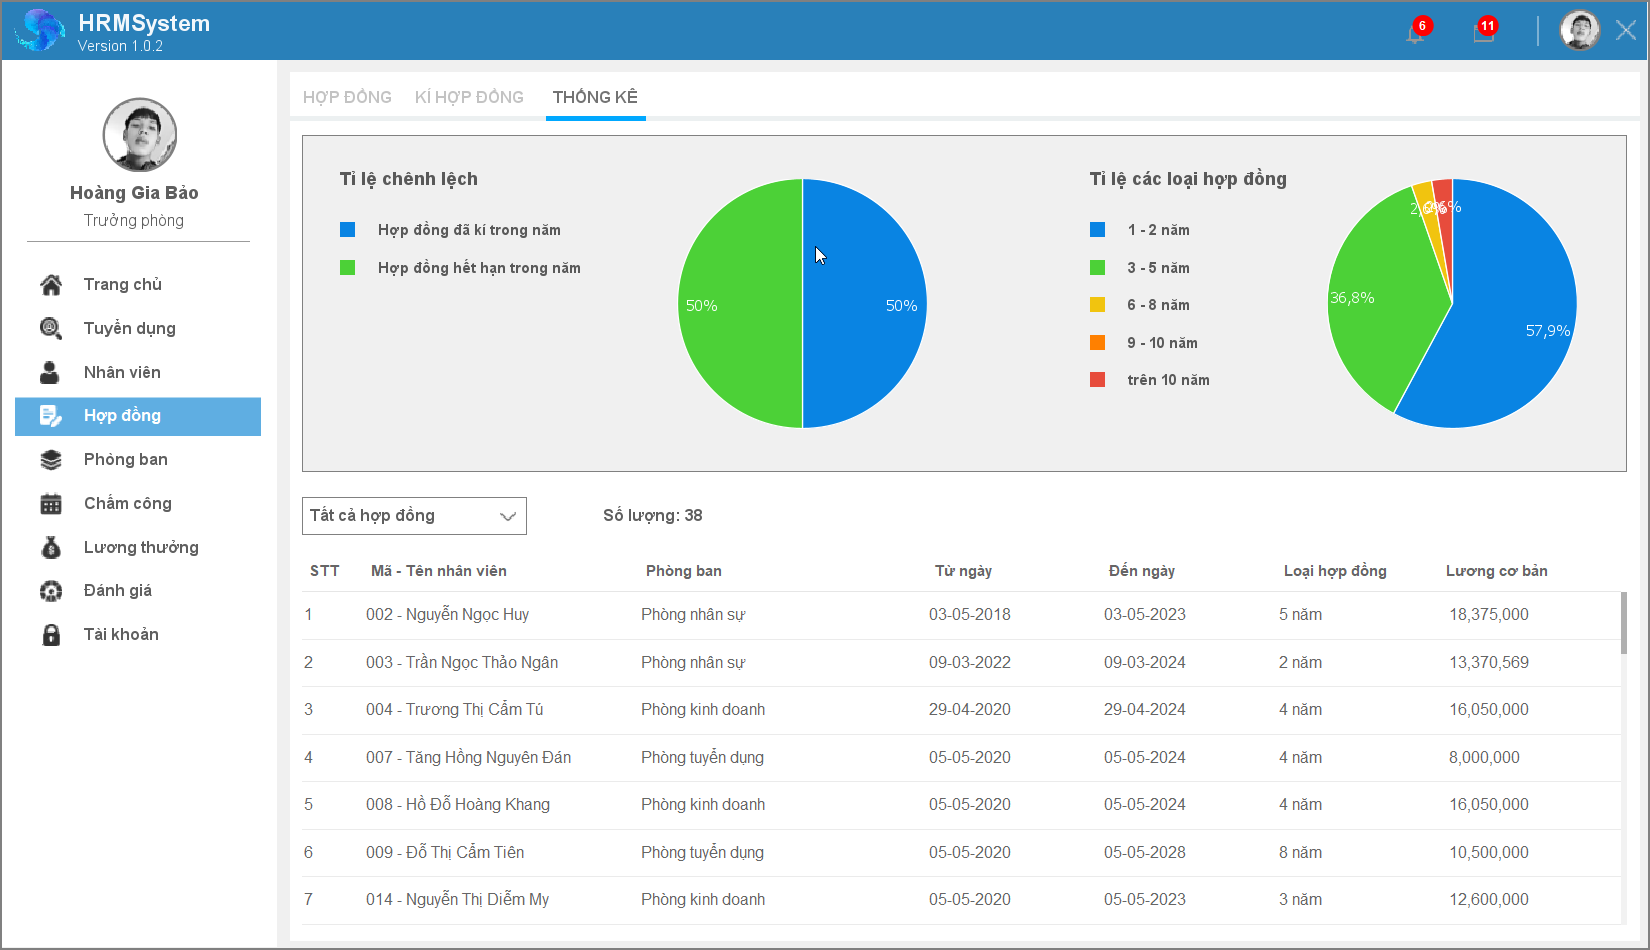 HRMSystem
Version 1.0.2
6
11
Hoàng Gia Bảo
Trưởng phòng
Trang chủ
Tuyển dụng
Nhân viên
Hợp đồng
Phòng ban
Chấm công
Lương thưởng
Đánh giá
Tài khoản
HỢP ĐỒNG KÍ HỢP ĐỒNG THỐNG KÊ
Tỉ lệ chênh lệch
Hợp đồng đã kí trong năm
Hợp đồng hết hạn trong năm
50% 50%
Tỉ lệ các loại hợp đồng
1 - 2 năm
3 - 5 năm
6 - 8 năm
9 - 10 năm
trên 10 năm
2,6%
36,8%
57,9%
Tất cả hợp đồng Số lượng: 38
STT Mã - Tên nhân viên Phòng ban Từ ngày Đến ngày Loại hợp đồng Lương cơ bản
1 002 - Nguyễn Ngọc Huy Phòng nhân sự 03-05-2018 03-05-2023 5 năm 18,375,000
2 003 - Trần Ngọc Thảo Ngân Phòng nhân sự 09-03-2022 09-03-2024 2 năm 13,370,569
3 004 - Trương Thị Cẩm Tú Phòng kinh doanh 29-04-2020 29-04-2024 4 năm 16,050,000
4 007 - Tăng Hồng Nguyên Đán Phòng tuyển dụng 05-05-2020 05-05-2024 4 năm 8,000,000
5 008 - Hồ Đỗ Hoàng Khang Phòng kinh doanh 05-05-2020 05-05-2024 4 năm 16,050,000
6 009 - Đỗ Thị Cẩm Tiên Phòng tuyển dụng 05-05-2020 05-05-2028 8 năm 10,500,000
7 014 - Nguyễn Thị Diễm My Phòng kinh doanh 05-05-2020 05-05-2023 3 năm 12,600,000